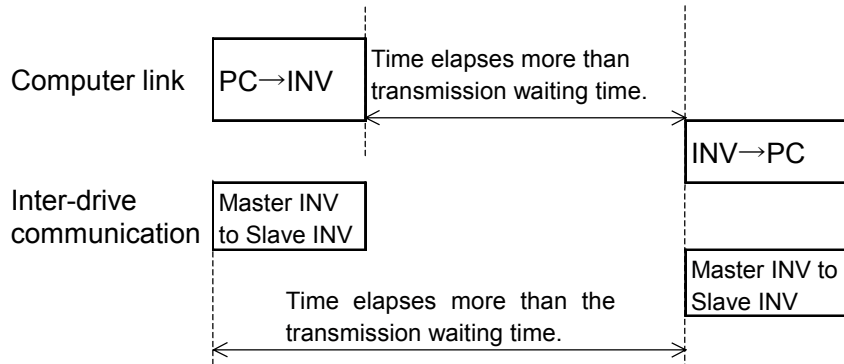 Computer link
PC→INV
Time elapses more than
transmission waiting time.
INV→PC
Inter-drive
communication
Master INV
to Slave INV
Master INV to
Slave INV
Time elapses more than the
transmission waiting time.